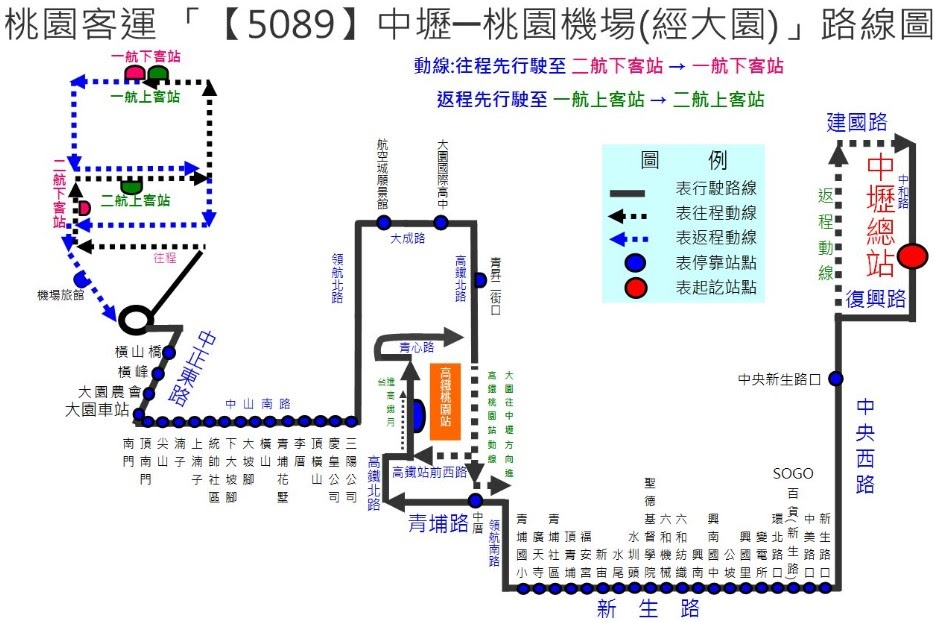 桃園客運「【5089】中壢─桃園機場(經大園)」路線圖
動線:往程先行駛至 二航下客站 → 一航下客站
返程先行駛至 一航上客站 → 二航上客站
一航下客站
一航上客站
二航下客站
二航上客站
往程
機場旅館
橫山橋
橫峰
大園農會
大園車站
中正東路
中山南路
南門
頂南門
尖山
湳子
上湳子
統帥社區
下大坡腳
大坡腳
橫山
青埔花墅
李厝
頂橫山
慶皇公司
三陽公司
領航北路
航空城願景館
大園國際高中
大成路
高鐵北路
青昇二街口
青心路
高鐵桃園站
高鐵站前西路
高鐵北路
青埔路
中厝
領航南路
大園往中壢方向進
高鐵桃園站動線
圖 例
表行駛路線
表往程動線
表返程動線
表停靠站點
表起訖站點
建國路
中和路
中壢總站
返程動線
復興路
中央新生路口
中央西路
青埔國小
廣天寺
青埔社區
頂青埔
福安宮
新宙
水尾
水圳頭
聖德基督學院
六和機械
六和紡織
興南
興南國中
公坡
興國里
變電所
環北路口
SOGO百貨(新生路)
中美路口
新生路口
新生路